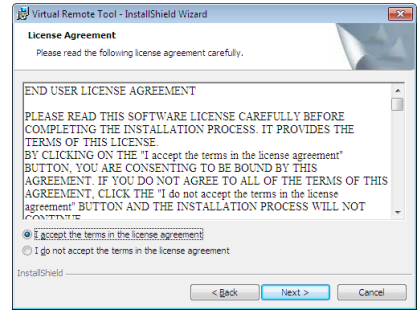 Virtual Remote Tool - InstallShield Wizard
License Agreement
Please read the following license agreement carefully.
END USER LICENSE AGREEMENT
PLEASE READ THIS SOFTWARE LICENSE CAREFULLY BEFORE
COMPLETING THE INSTALLATION PROCESS. IT PROVIDES THE
TERMS OF THIS LICENSE.
BY CLICKING ON THE "I accept the terms in the license agreement"
BUTTON, YOU ARE CONSENTING TO BE BOUND BY THIS
AGREEMENT. IF YOU DO NOT AGREE TO ALL OF THE TERMS OF THIS
AGREEMENT, CLICK THE "I do not accept the terms in the license
agreement" BUTTON AND THE INSTALLATION PROCESS WILL NOT
CONTINUE
I accept the terms in the license agreement
I do not accept the terms in the license agreement
InstallShield
< Back Next > Cancel